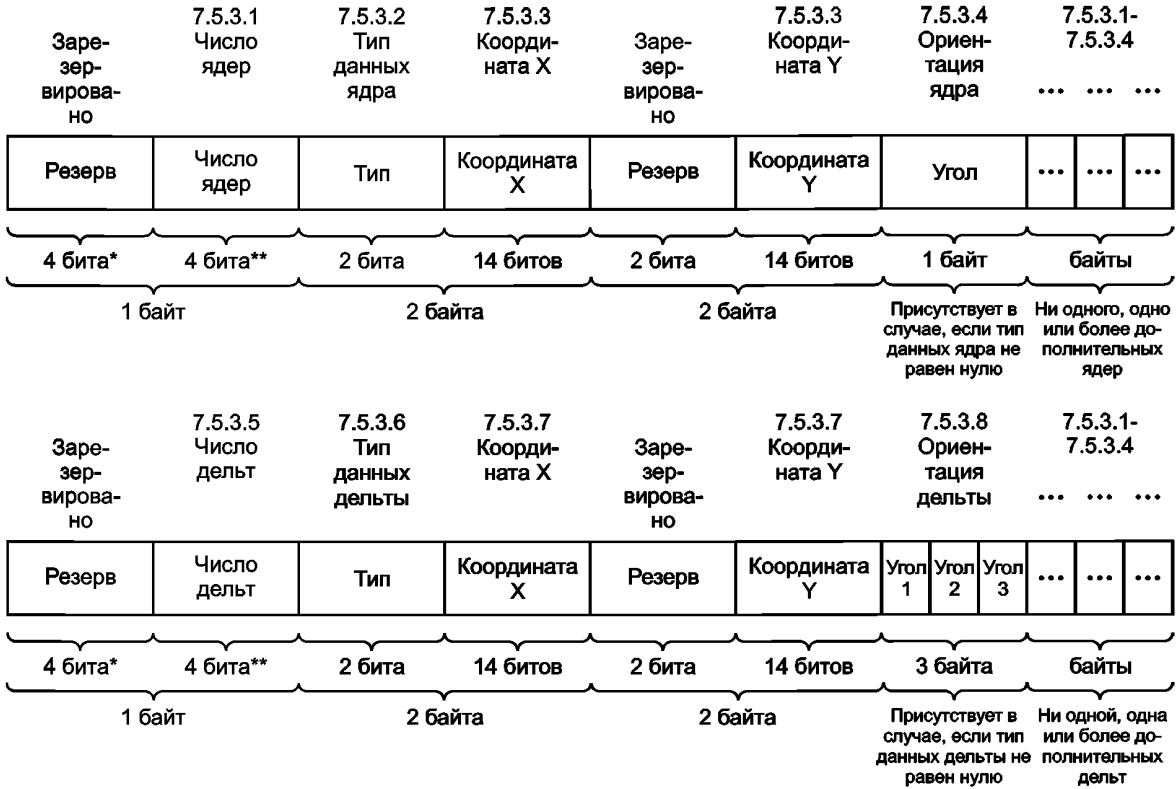 7.5.3.1 7.5.3.2 7.5.3.3 7.5.3.3 7.5.3.4 7.5.3.1-
Заре- Число Тип Коорди- Заре- Коорди- Ориен- 7.5.3.4
зер- ядер данных ната X зер- ната Y тация
вирова- ядра вирова- ядра ... ... ...
но но
Резерв Число ядер Тип Координата X Резерв Координата Y Угол ... ... ...
4 бита* 4 бита** 2 бита 14 битов 2 бита 14 битов 1 байт байты
1 байт 2 байта 2 байта
Присутствует в Ни одного, одно
случае, если тип или более до-
данных ядра не полнительных
равен нулю ядер
7.5.3.5 7.5.3.6 7.5.3.7 7.5.3.7 7.5.3.8 7.5.3.1-
Заре- Число Тип Коорди- Заре- Коорди- Ориен- 7.5.3.4
зер- дельт данных ната X зер- ната Y тация
вирова- дельты вирова- дельты ... ... ...
но но
Резерв Число дельт Тип Координата X Резерв Координата Y Угол 1 Угол 2 Угол 3 ... ... ...
4 бита* 4 бита** 2 бита 14 битов 2 бита 14 битов 3 байта байты
1 байт 2 байта 2 байта
Присутствует в Ни одной, одна
случае, если тип или более до-
данных дельты не полнительных
равен нулю дельт